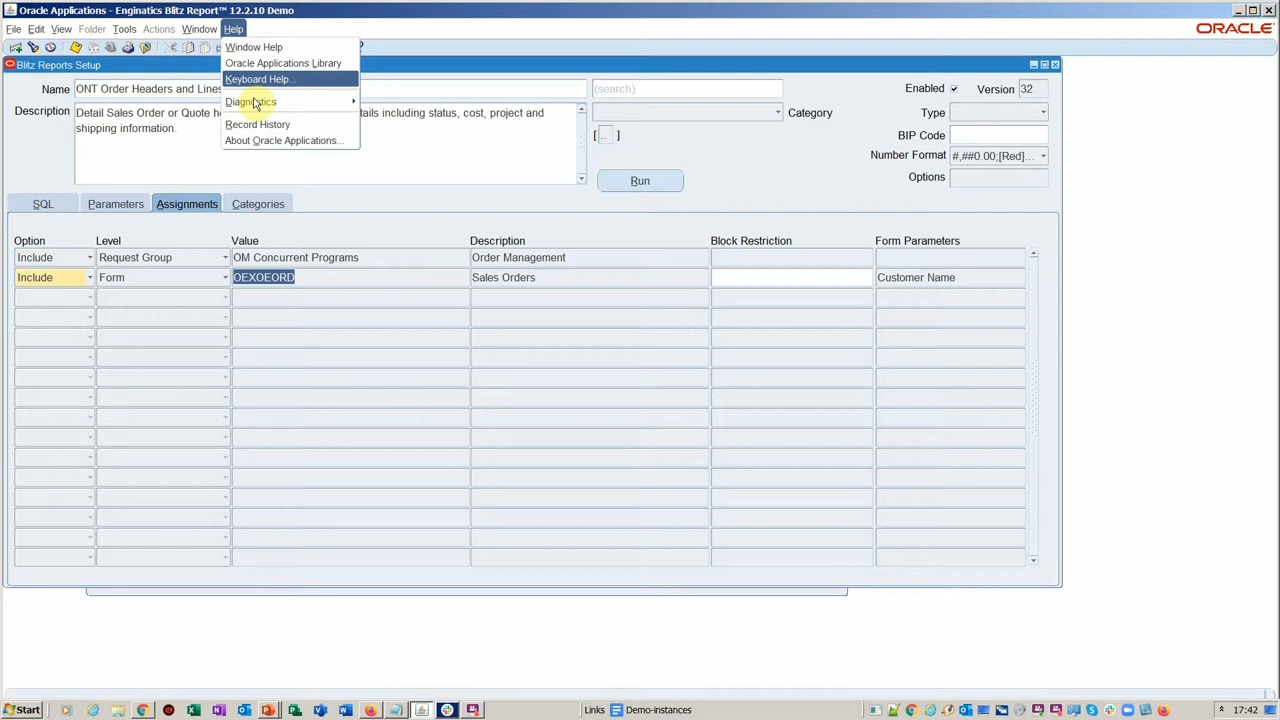 Oracle Applications - Enginatics Blitz Report™ 12.2.10 Demo
File Edit View Folder Tools Actions Window Help
ORACLE
Window Help
Oracle Applications Library
Keyboard Help...
Diagnostics
Record History
About Oracle Applications...
Blitz Reports Setup
Name ONT Order Headers and Lines (search) Enabled Version 32
Description Detail Sales Order or Quote h tails including status, cost, project and
shipping information.
Category Type
[ .. ] BIP Code
Number Format #,##0.00;[Red]...
Run Options
SQL Parameters Assignments Categories
Option Level Value Description Block Restriction Form Parameters
Include Request Group OM Concurrent Programs Order Management
Include Form OEXOEORD Sales Orders Customer Name
Start Links Demo-instances 17:42